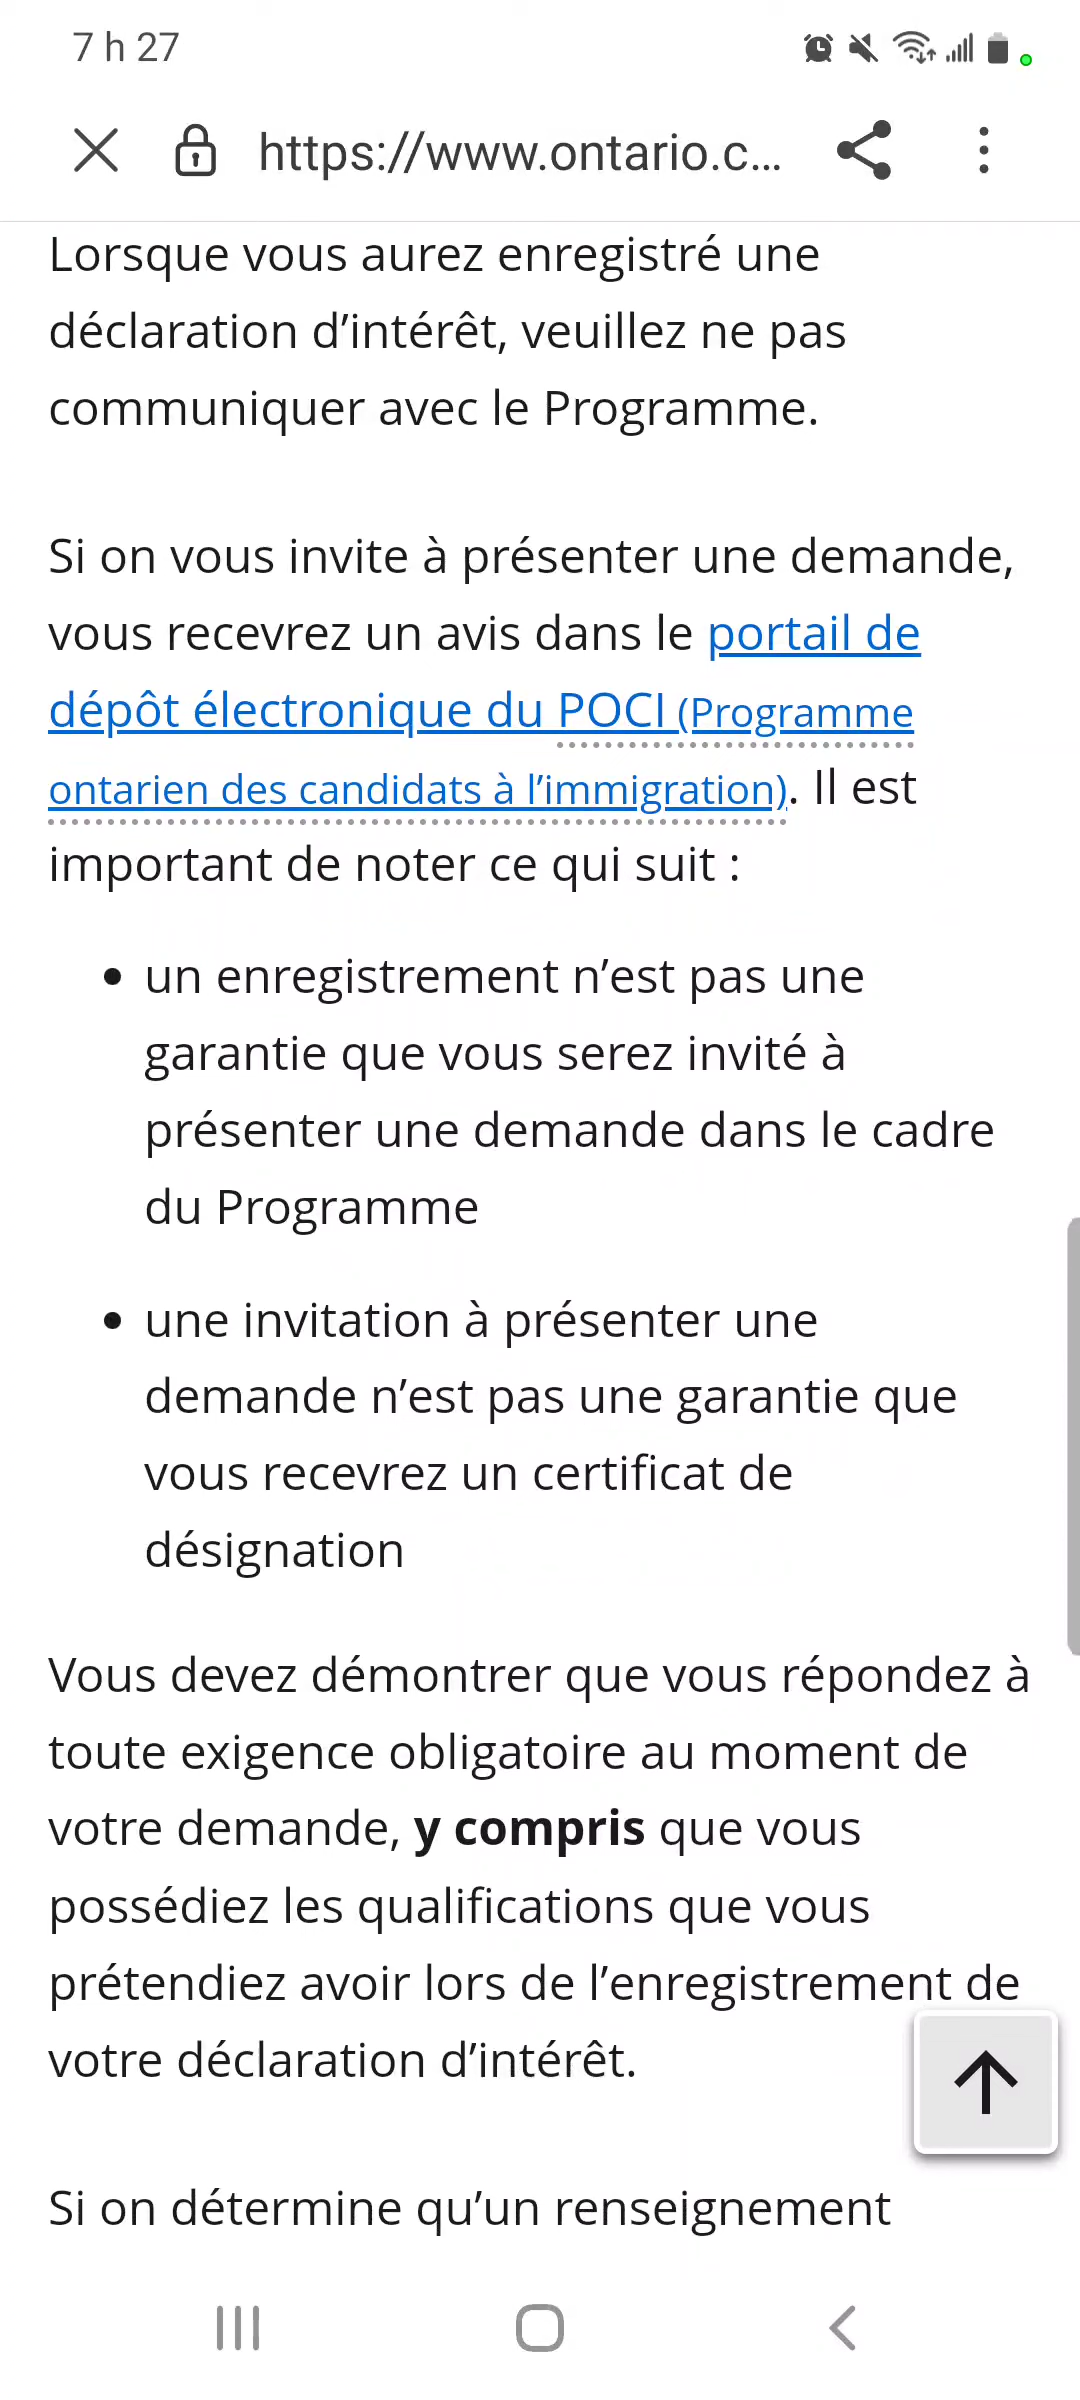 7 h 27
https://www.ontario.c...
Lorsque vous aurez enregistré une
déclaration d’intérêt, veuillez ne pas
communiquer avec le Programme.
Si on vous invite à présenter une demande,
vous recevrez un avis dans le portail de
dépôt électronique du POCI (Programme
ontarien des candidats à l’immigration). Il est
important de noter ce qui suit :
• un enregistrement n’est pas une
garantie que vous serez invité à
présenter une demande dans le cadre
du Programme
• une invitation à présenter une
demande n’est pas une garantie que
vous recevrez un certificat de
désignation
Vous devez démontrer que vous répondez à
toute exigence obligatoire au moment de
votre demande, y compris que vous
possédiez les qualifications que vous
prétendiez avoir lors de l’enregistrement de
votre déclaration d’intérêt.
Si on détermine qu’un renseignement